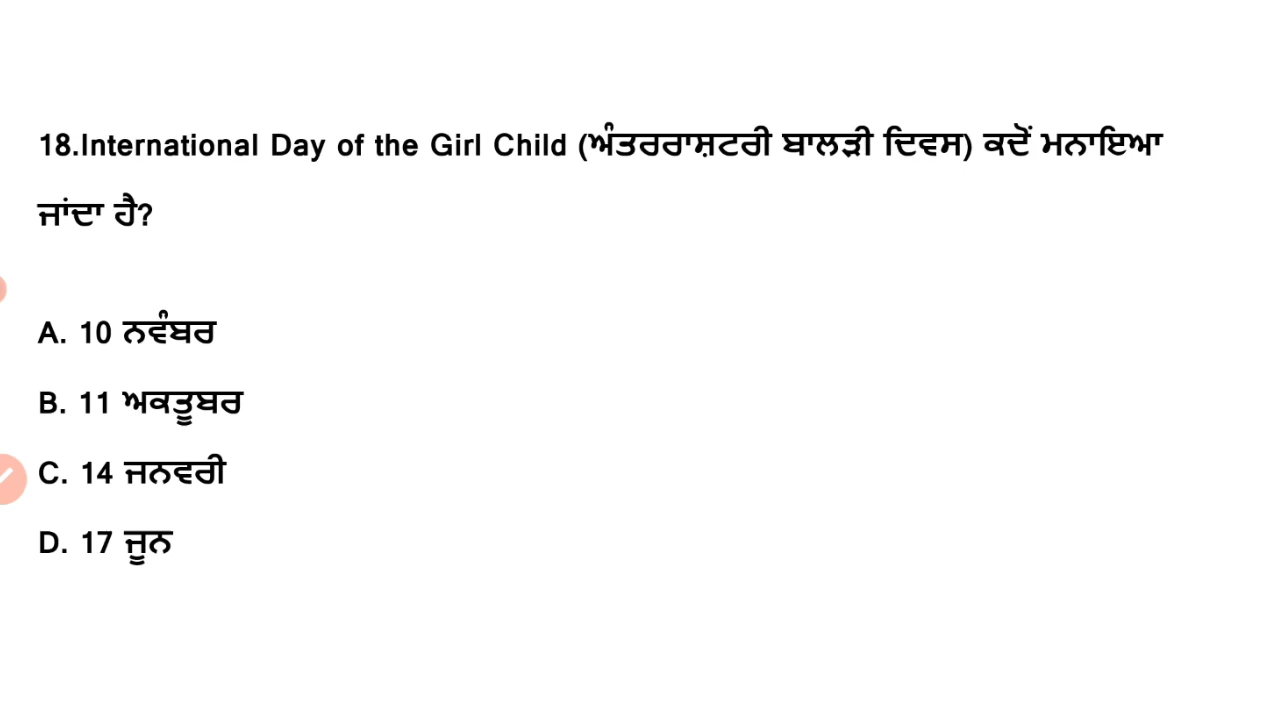 18.International Day of the Girl Child (ਅੰਤਰਰਾਸ਼ਟਰੀ ਬਾਲੜੀ ਦਿਵਸ) ਕਦੋਂ ਮਨਾਇਆ
ਜਾਂਦਾ ਹੈ?
A. 10 ਨਵੰਬਰ
B. 11 ਅਕਤੂਬਰ
C. 14 ਜਨਵਰੀ
D. 17 ਜੂਨ